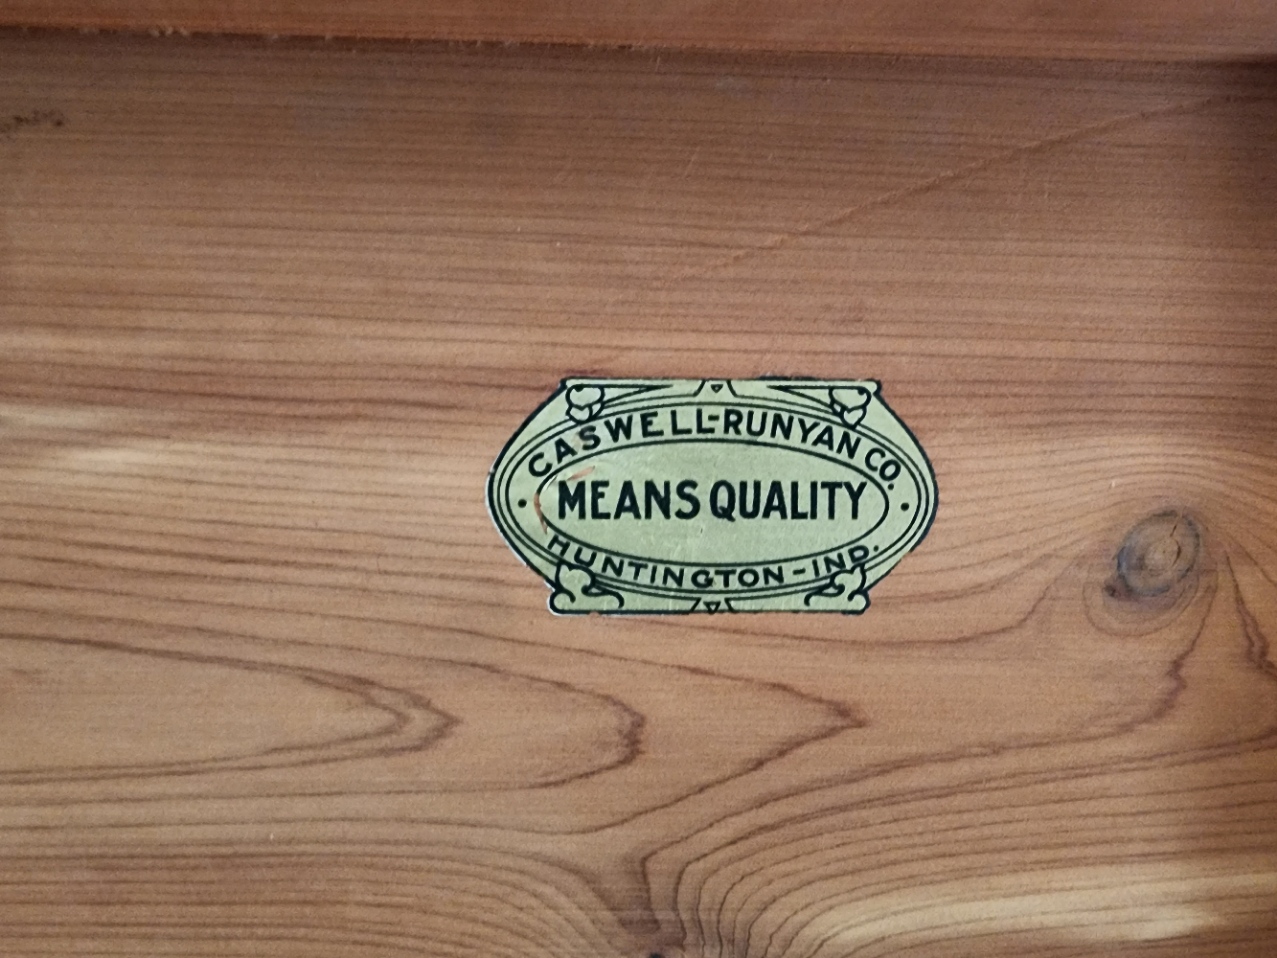 CASWELL-RUNYAN CO.
MEANS QUALITY
HUNTINGTON-IND.